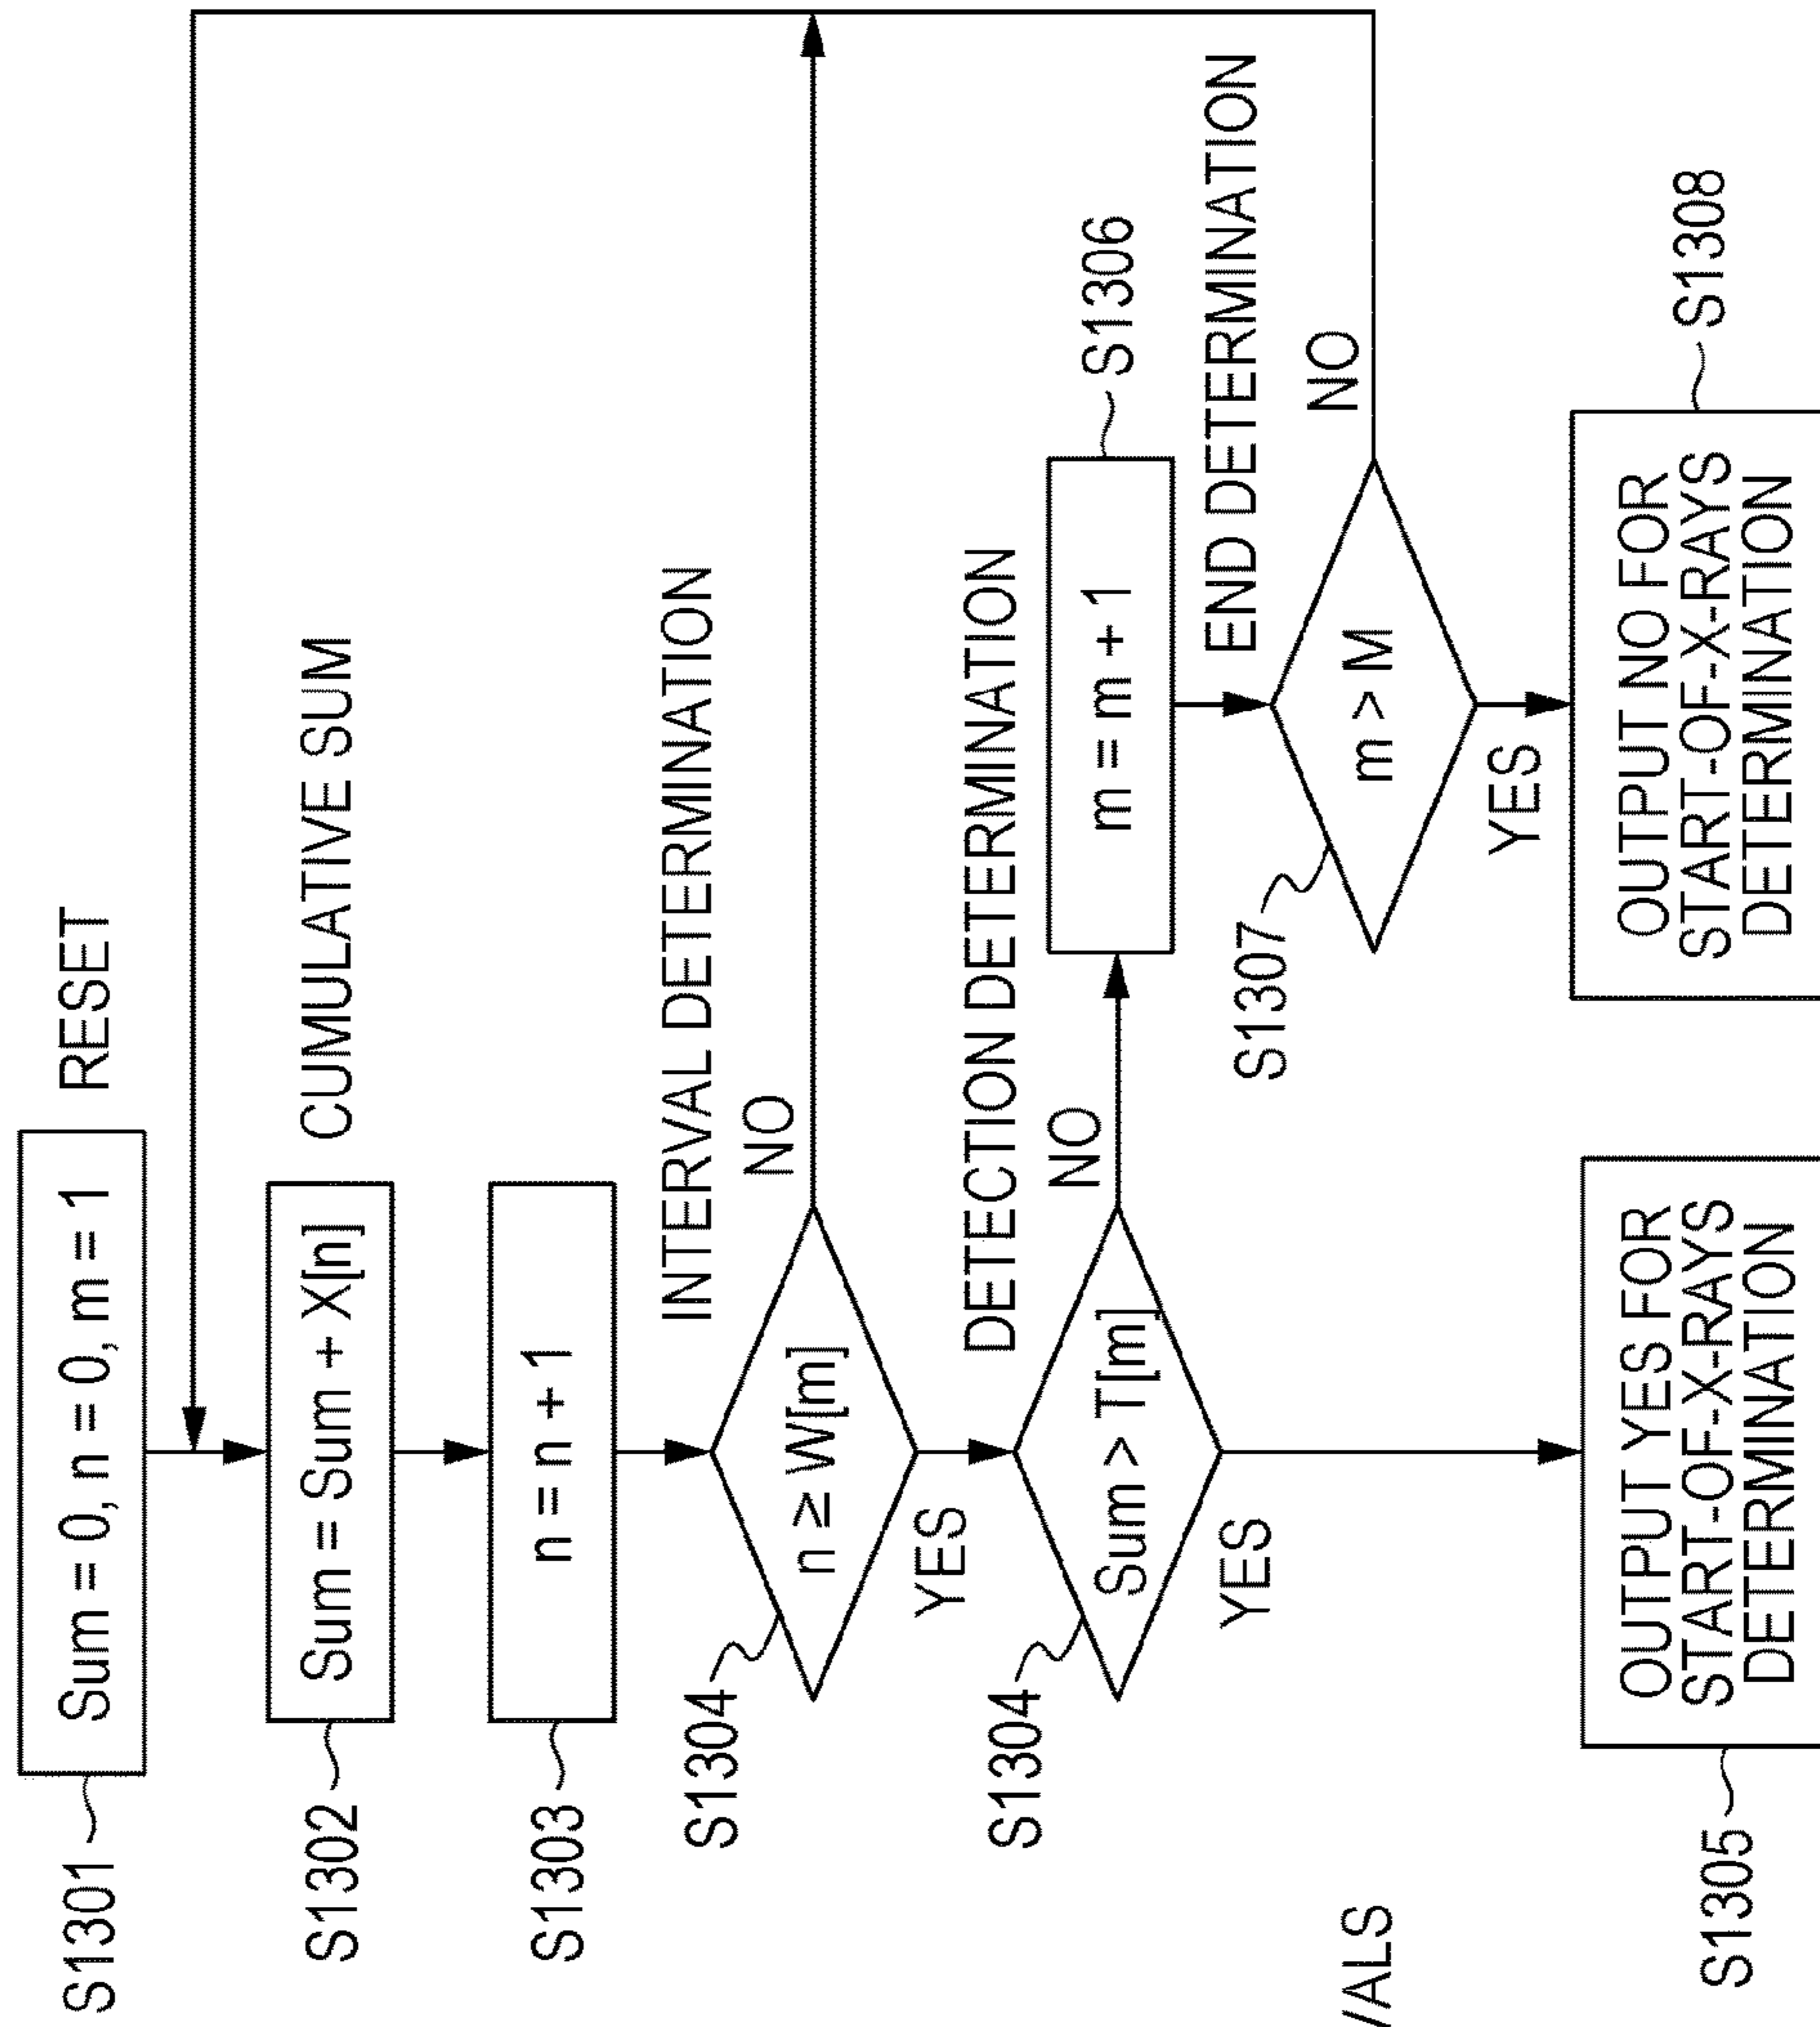 S1301
Sum = 0, n = 0, m = 1
RESET
S1302
Sum = Sum + X[n]
CUMULATIVE SUM
S1303
n = n + 1
INTERVAL DETERMINATION
S1304
n ≥ W[m]
NO
YES
DETECTION DETERMINATION
S1304
Sum > T[m]
NO
YES
m = m + 1
S1306
END DETERMINATION
S1307
m > M
NO
YES
VALS
S1305
OUTPUT YES FOR
START-OF-X-RAYS
DETERMINATION
OUTPUT NO FOR
START-OF-X-RAYS
DETERMINATION
S1308